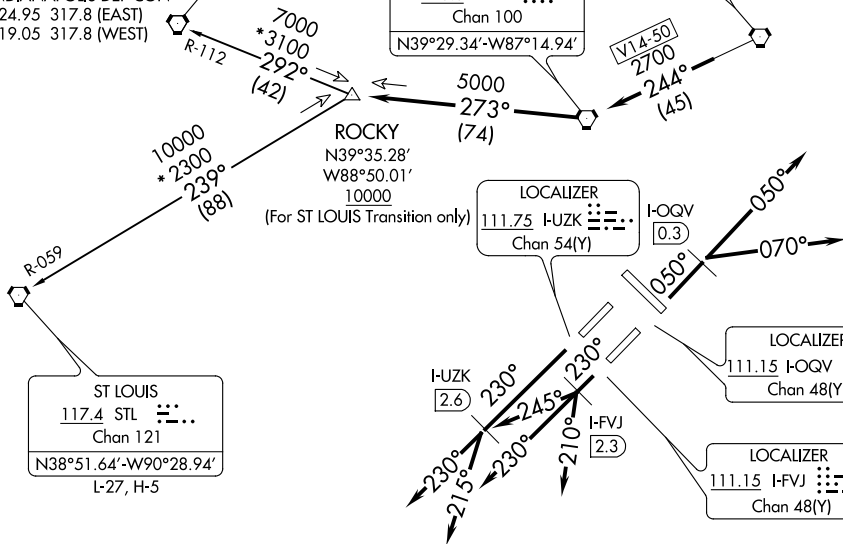 24.95 317.8 (EAST)
19.05 317.8 (WEST)
R-112
7000
*3100
292°
(42)
Chan 100
N39°29.34'-W87°14.94'
V14-50
2700
244°
(45)
5000
273°
(74)
ROCKY
N39°35.28'
W88°50.01'
10000
(For ST LOUIS Transition only)
10000
*2300
239°
(88)
R-059
LOCALIZER
111.75 I-UZK
Chan 54(Y)
I-OQV
0.3
050°
070°
050°
ST LOUIS
117.4 STL
Chan 121
N38°51.64'-W90°28.94'
L-27, H-5
I-UZK
2.6
230°
230°
245°
I-FVJ
2.3
230°
215°
230°
210°
LOCALIZER
111.15 I-OQV
Chan 48(Y
LOCALIZER
111.15 I-FVJ
Chan 48(Y)